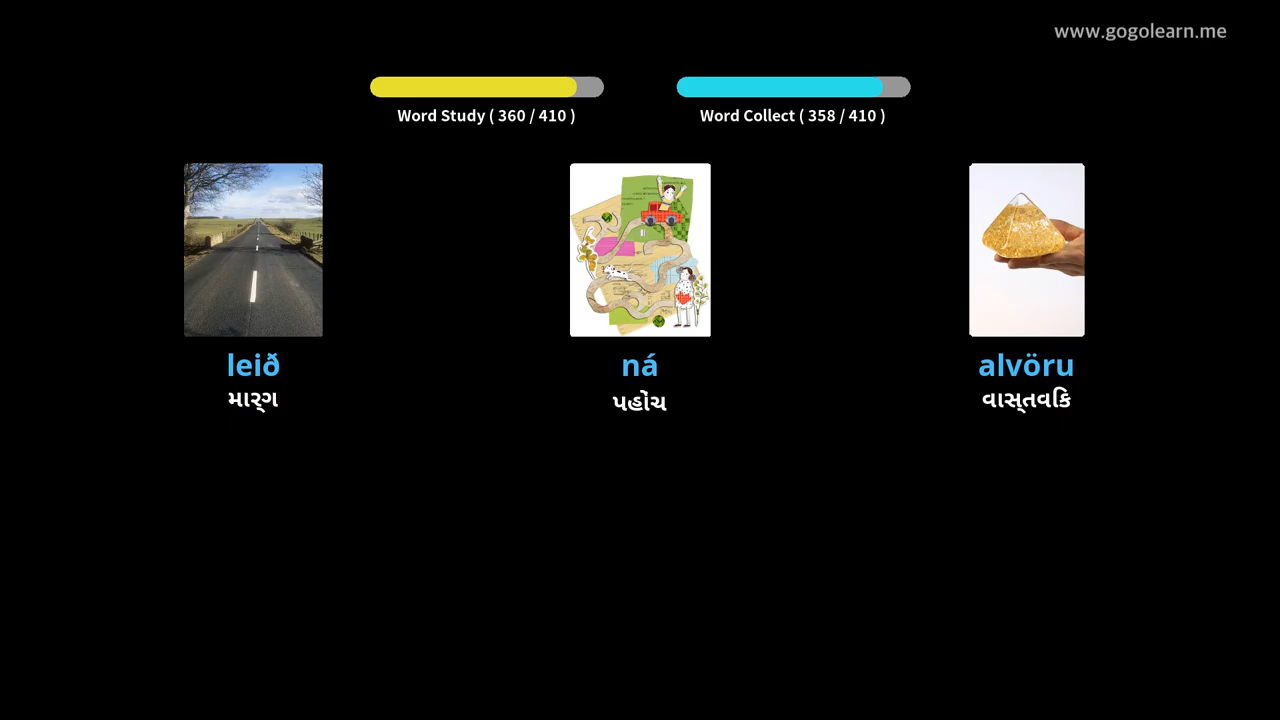 www.gogolearn.me
Word Study ( 360 / 410 )
Word Collect ( 358 / 410 )
leið
માર્ગ
ná
પહોંચ
alvöru
વાસ્તવિક